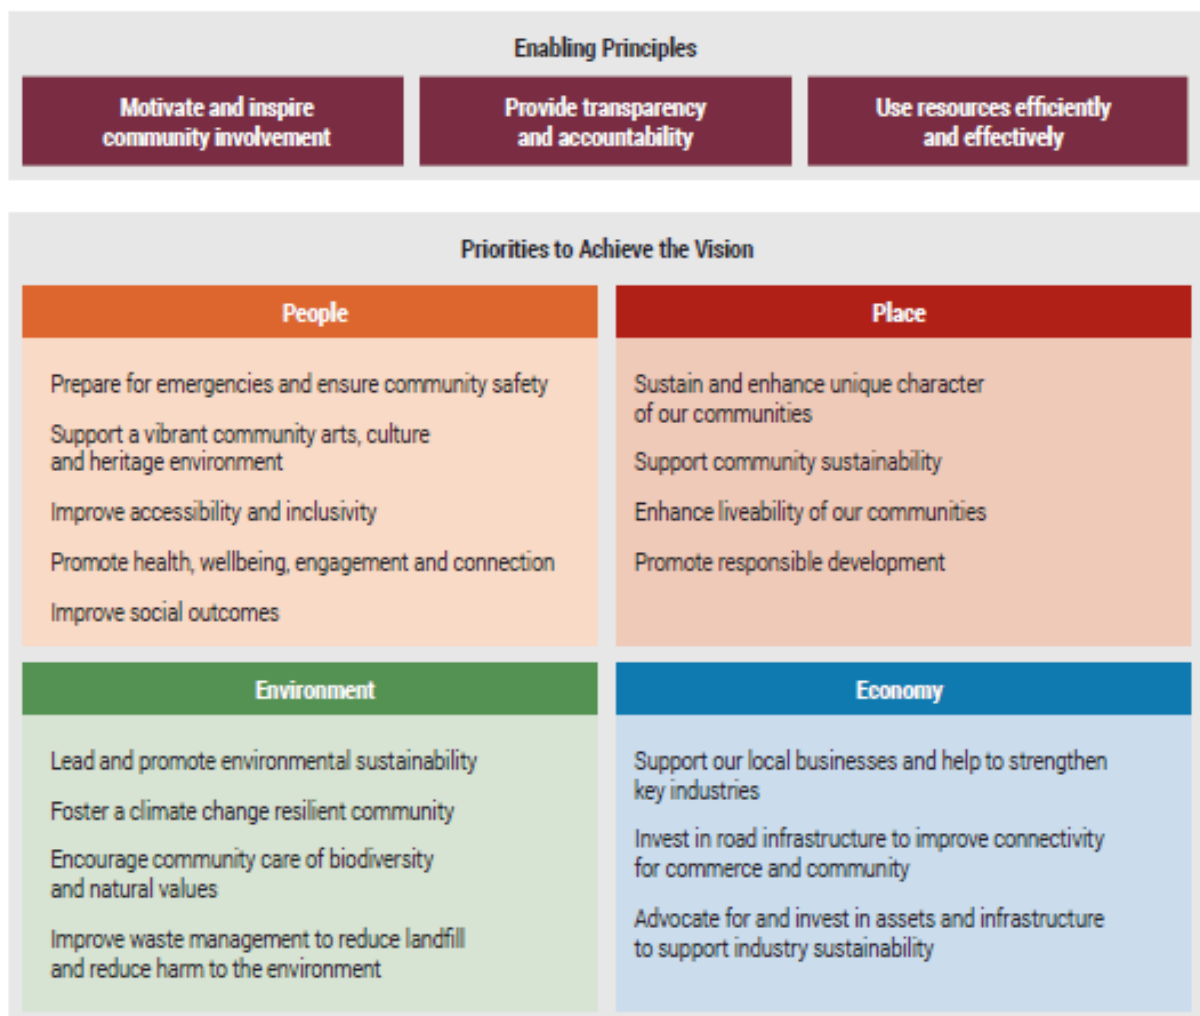 Enabling Principles
Motivate and inspire
community involvement
Provide transparency
and accountability
Use resources efficiently
and effectively
Priorities to Achieve the Vision
People
Prepare for emergencies and ensure community safety
Support a vibrant community arts, culture
and heritage environment
Improve accessibility and inclusivity
Promote health, wellbeing, engagement and connection
Improve social outcomes
Place
Sustain and enhance unique character
of our communities
Support community sustainability
Enhance liveability of our communities
Promote responsible development
Environment
Lead and promote environmental sustainability
Foster a climate change resilient community
Encourage community care of biodiversity
and natural values
Improve waste management to reduce landfill
and reduce harm to the environment
Economy
Support our local businesses and help to strengthen
key industries
Invest in road infrastructure to improve connectivity
for commerce and community
Advocate for and invest in assets and infrastructure
to support industry sustainability